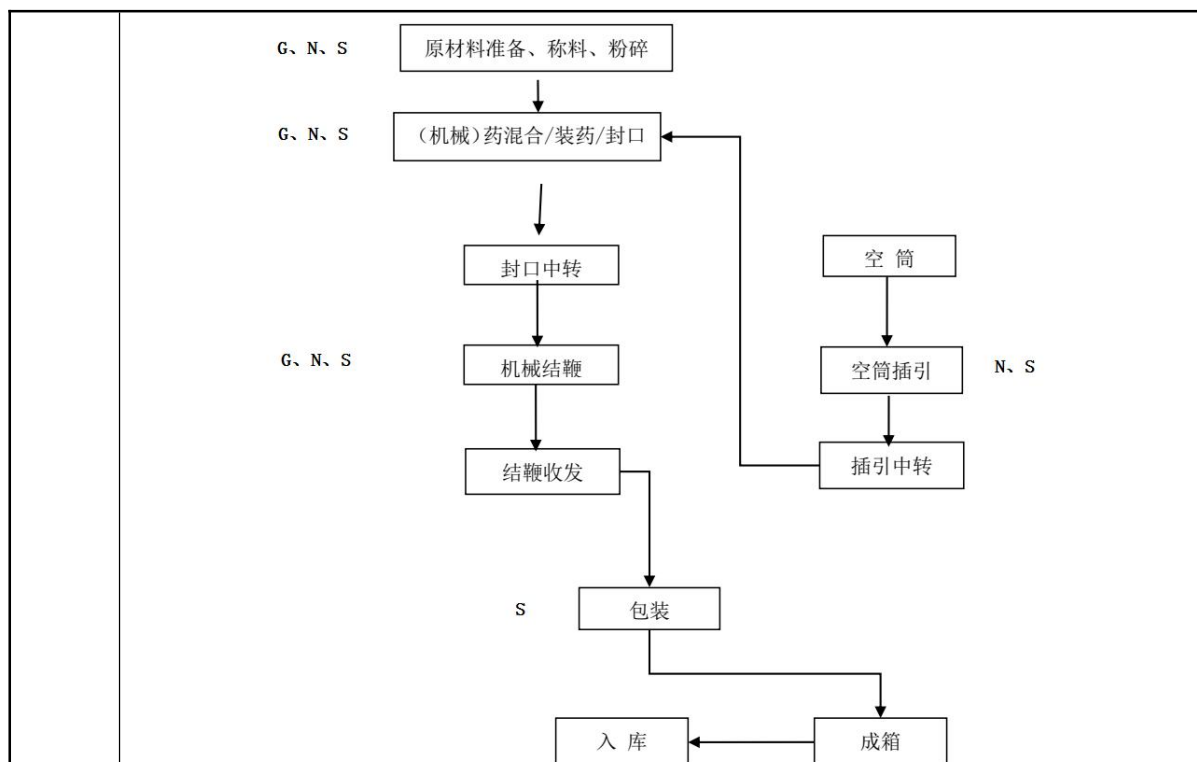 G、N、S 原材料准备、称料、粉碎
G、N、S （机械）药混合/装药/封口
封口中转
空 筒
G、N、S 机械结鞭
空筒插引 N、S
结鞭收发
插引中转
S 包装
入 库
成箱